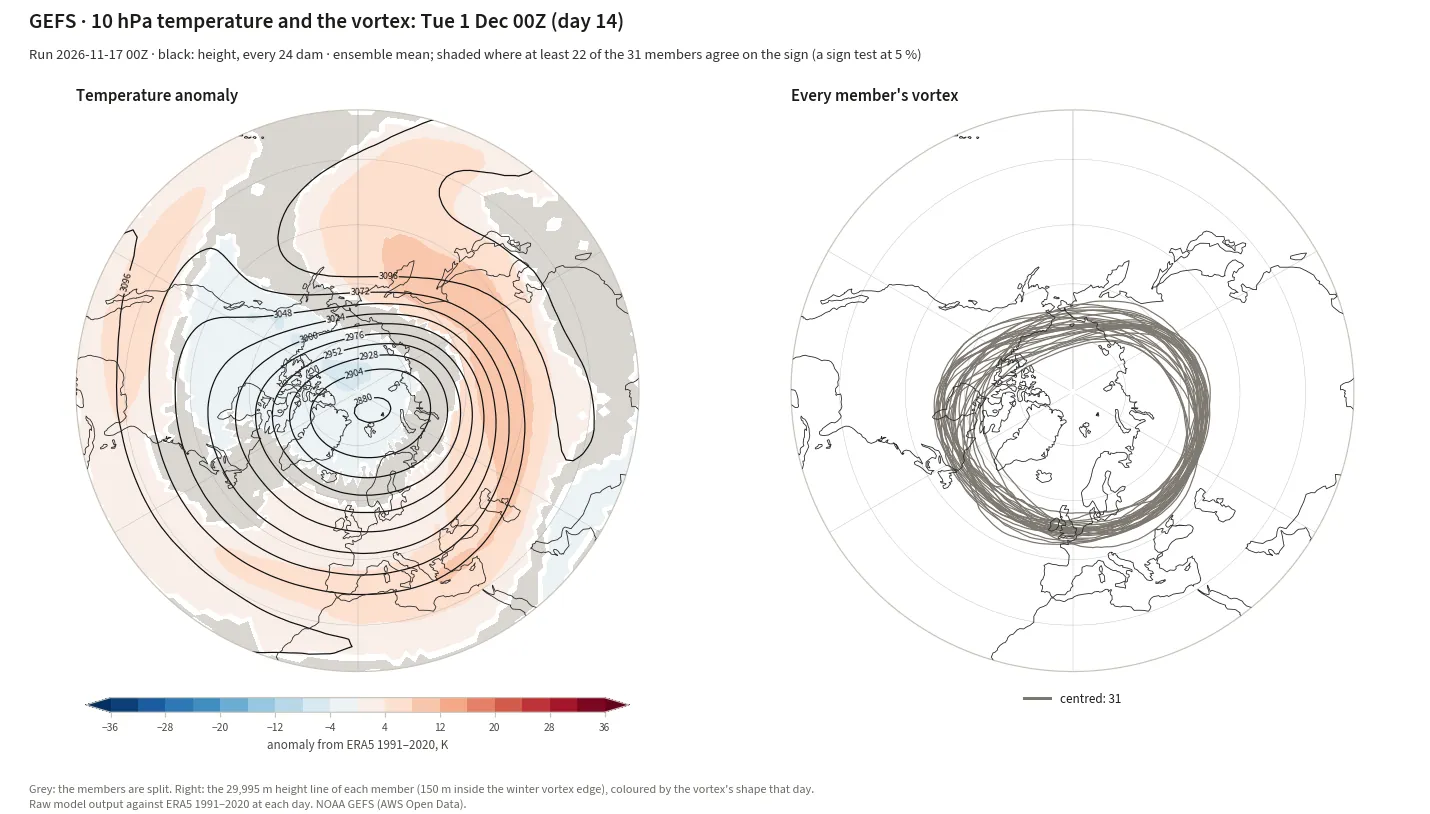 GEFS · 10 hPa temperature and the vortex: Tue 1 Dec 00Z (day 14)
Run 2026-11-17 00Z · black: height, every 24 dam · ensemble mean; shaded where at least 22 of the 31 members agree on the sign (a sign test at 5 %)
Temperature anomaly
Every member's vortex
3096
3096
3072
3048
3024
3000
2976
2952
2928
2904
2880
−36 −28 −20 −12 −4 4 12 20 28 36
anomaly from ERA5 1991–2020, K
centred: 31
Grey: the members are split. Right: the 29,995 m height line of each member (150 m inside the winter vortex edge), coloured by the vortex's shape that day.
Raw model output against ERA5 1991–2020 at each day. NOAA GEFS (AWS Open Data).